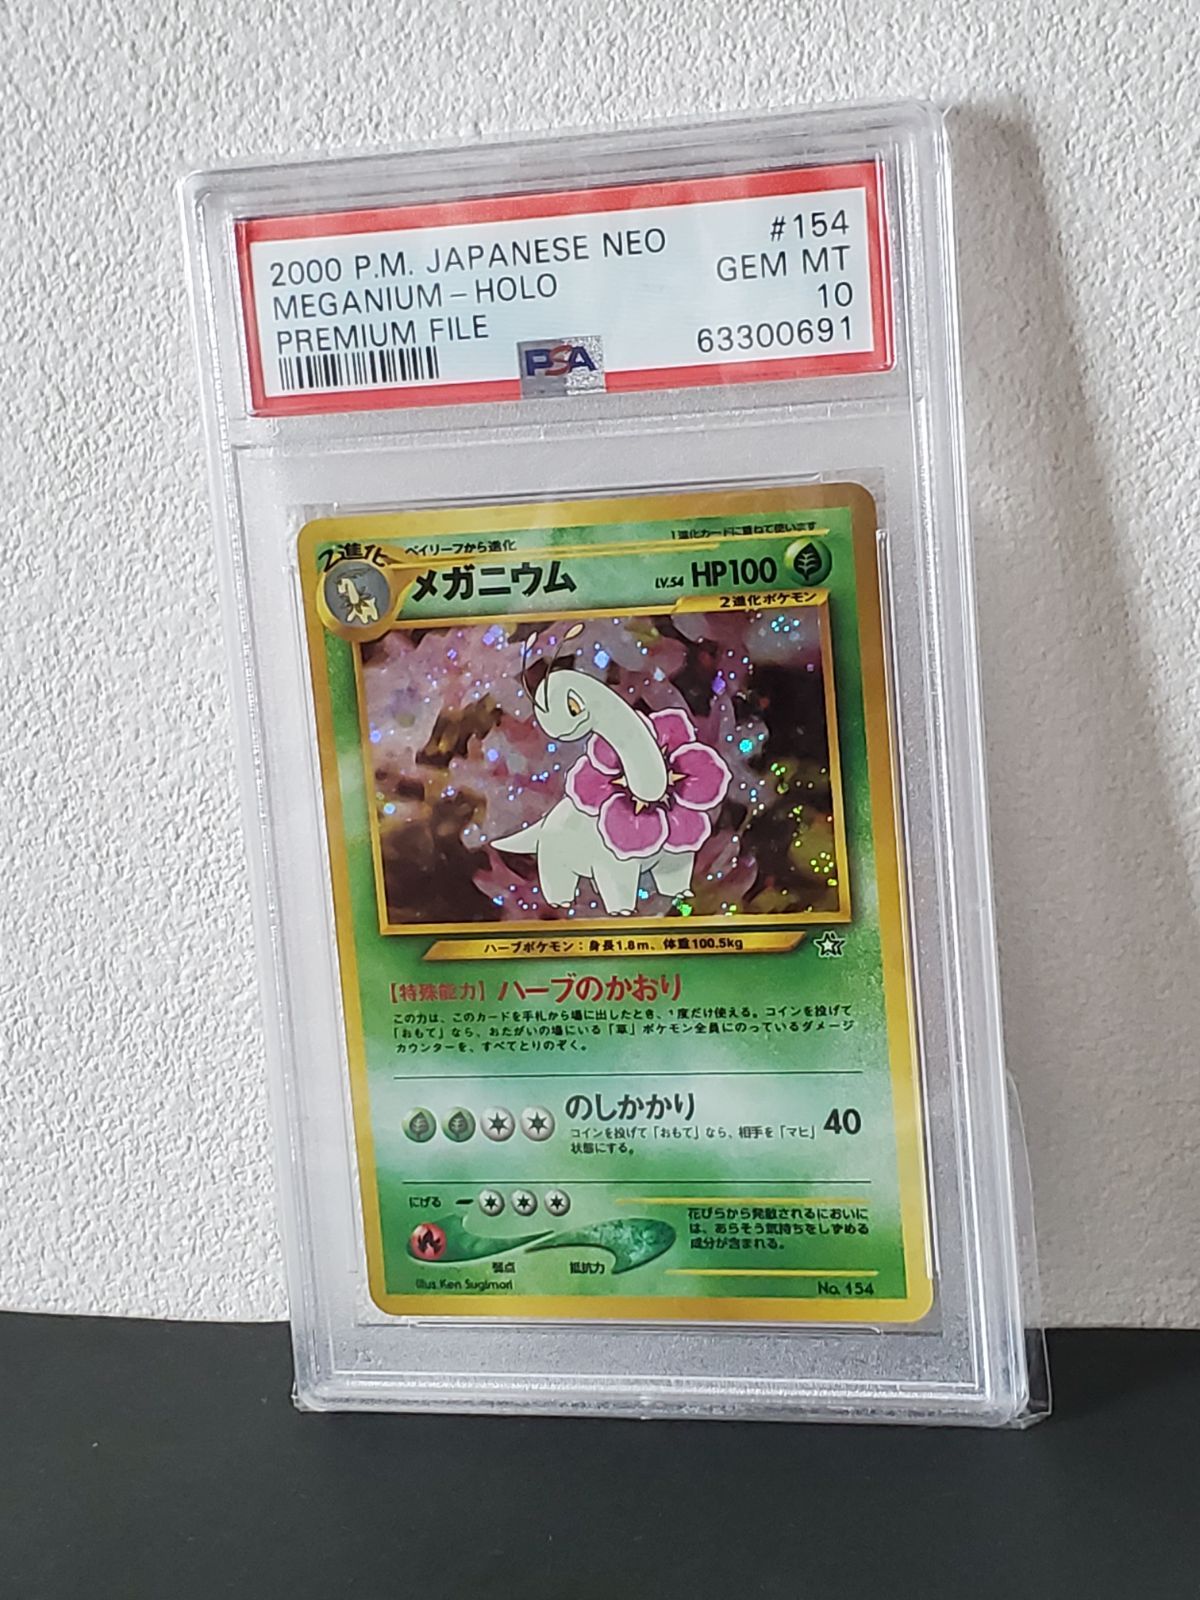 2000 P.M. JAPANESE NEO #154
MEGANIUM - HOLO GEM MT
PREMIUM FILE 10
63300691
PSA
2進化
ベイリーフから進化
1進化カードに重ねて使います
メガニウム LV.54 HP100
2進化ポケモン
ハーブポケモン：身長1.8m、体重100.5kg
【特殊能力】ハーブのかおり
この力は、このカードを手札から場に出したとき、1度だけ使える。コインを投げて
「おもて」なら、おたがいの場にいる「草」ポケモン全員にのっているダメージ
カウンターを、すべてとりのぞく。
のしかかり 40
コインを投げて「おもて」なら、相手を「マヒ」
状態にする。
にげる
花びらから発散されるにおいに
は、あらそう気持ちをしずめる
成分が含まれる。
弱点 抵抗力
Illus. Ken Sugimori
No. 154